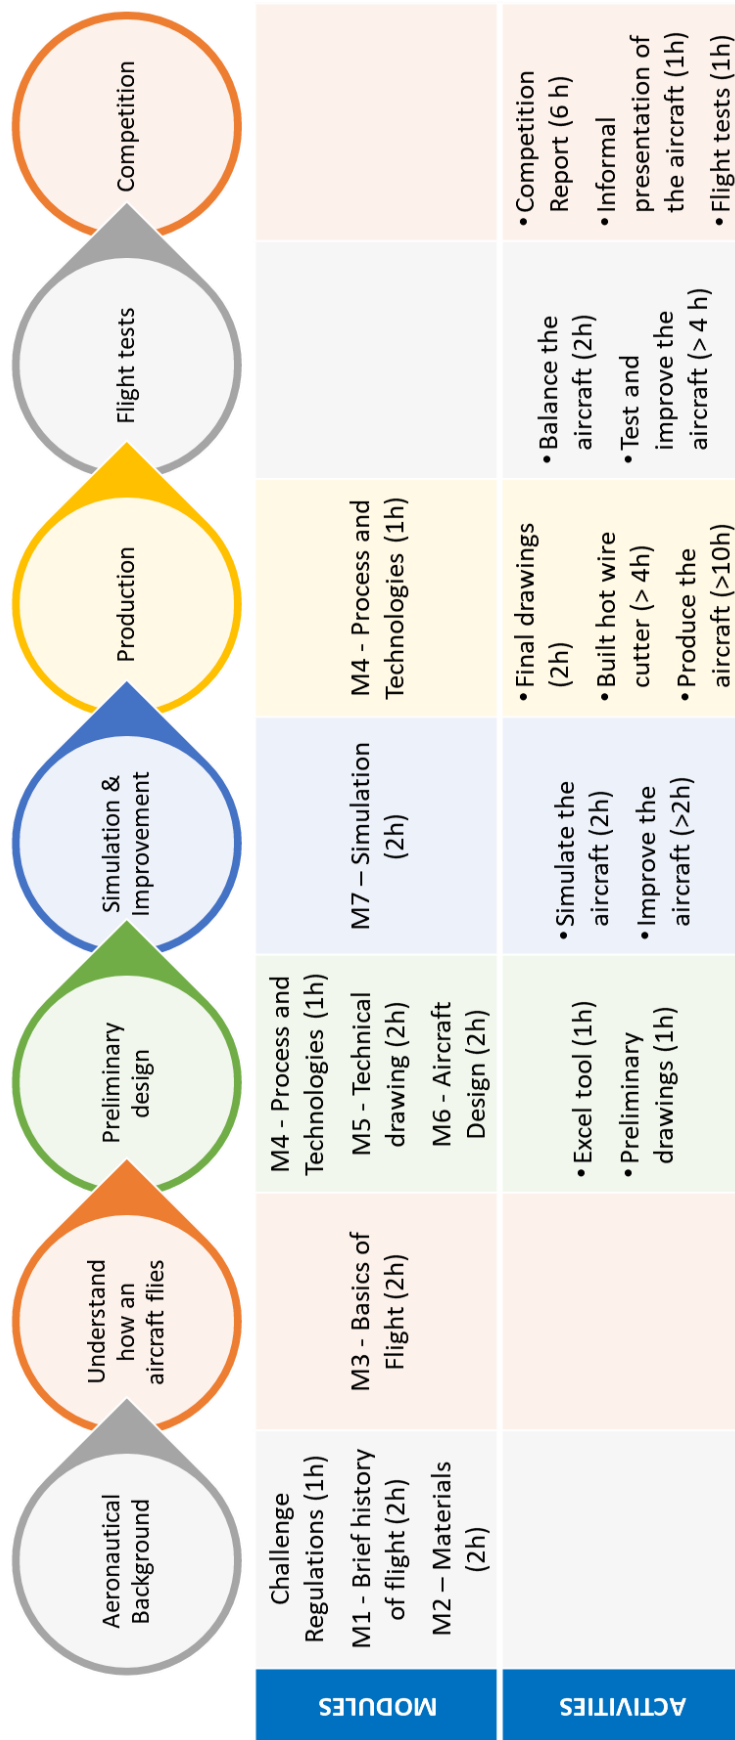 Aeronautical
Background
Understand
how an
aircraft flies
Preliminary
design
Simulation &
Improvement
Production
Flight tests
Competition
MODULES
Challenge
Regulations (1h)
M1 - Brief history
of flight (2h)
M2 – Materials
(2h)
M3 - Basics of
Flight (2h)
M4 - Process and
Technologies (1h)
M5 - Technical
drawing (2h)
M6 - Aircraft
Design (2h)
M7 – Simulation
(2h)
M4 - Process and
Technologies (1h)
ACTIVITIES
• Excel tool (1h)
• Preliminary
drawings (1h)
• Simulate the
aircraft (2h)
• Improve the
aircraft (>2h)
• Final drawings
(2h)
• Built hot wire
cutter (> 4h)
• Produce the
aircraft (>10h)
• Balance the
aircraft (2h)
• Test and
improve the
aircraft (> 4 h)
• Competition
Report (6 h)
• Informal
presentation of
the aircraft (1h)
• Flight tests (1h)